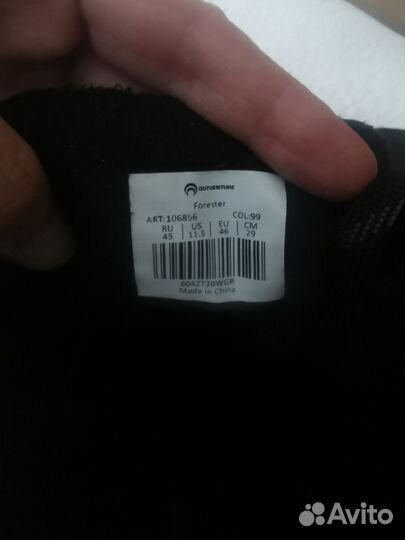 OUTVENTURE
Forester
ART:106856 COL:99
RU US EU CM
45 11.5 46 29
Made in China
Avito